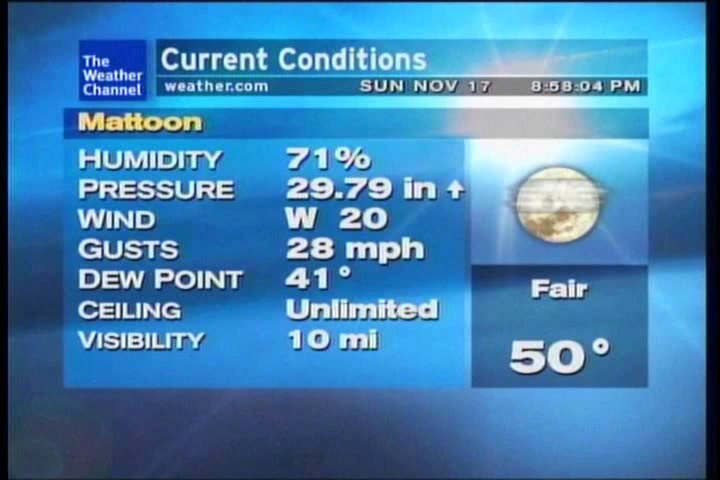 The
Weather
Channel
Current Conditions
weather.com SUN NOV 17 8:58:04 PM
Mattoon
HUMIDITY 71%
PRESSURE 29.79 in ↑
WIND W 20
GUSTS 28 mph
DEW POINT 41°
CEILING Unlimited
VISIBILITY 10 mi
Fair
50°